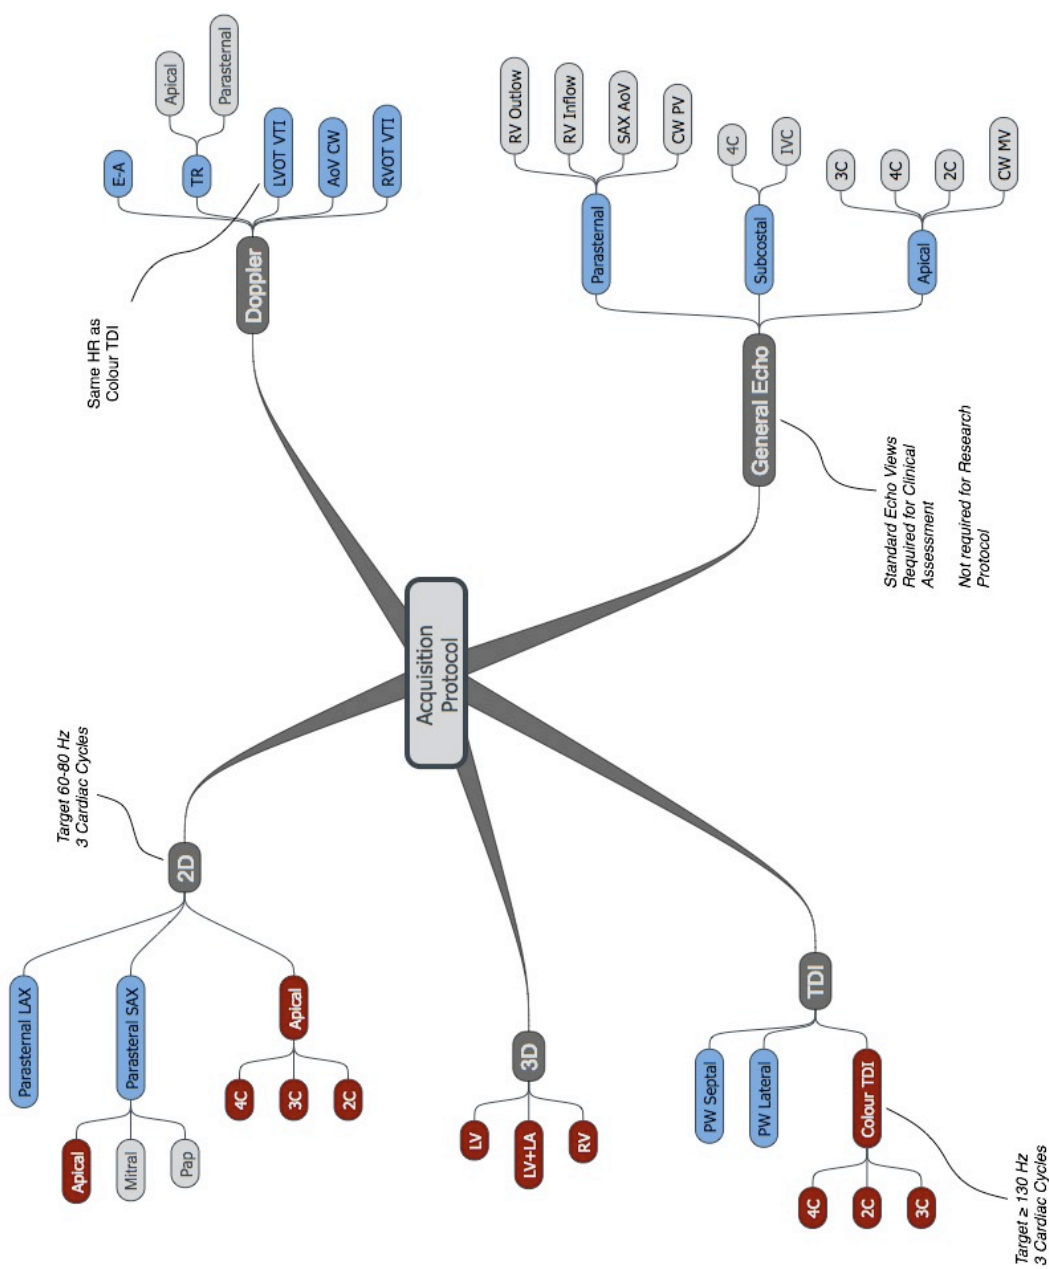 Acquisition
Protocol
2D
Target 60-80 Hz
3 Cardiac Cycles
Parasternal LAX
Parasteral SAX
Apical
Mitral
Pap
Apical
4C
3C
2C
3D
LV
LV+LA
RV
TDI
PW Septal
PW Lateral
Colour TDI
4C
2C
3C
Target ≥ 130 Hz
3 Cardiac Cycles
Doppler
Same HR as
Colour TDI
E-A
TR
Apical
Parasternal
LVOT VTI
AoV CW
RVOT VTI
General Echo
Standard Echo Views
Required for Clinical
Assessment
Not required for Research
Protocol
Parasternal
RV Outlow
RV Inflow
SAX AoV
CW PV
Subcostal
4C
IVC
Apical
3C
4C
2C
CW MV